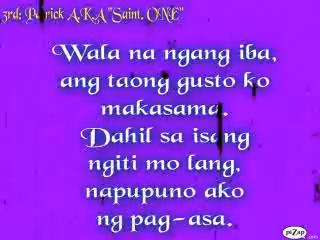 3rd; Patrick A.K.A "Saint. ONE"
Wala na ngang iba,
ang taong gusto ko
makasama.
Dahil sa isang
ngiti mo lang,
napupuno ako
ng pag-asa.
piZap